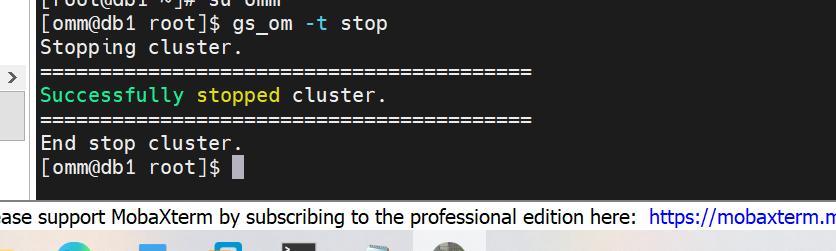 [root@db1 ~]# su omm
[omm@db1 root]$ gs_om -t stop
Stopping cluster.
=========================================
Successfully stopped cluster.
=========================================
End stop cluster.
[omm@db1 root]$
ease support MobaXterm by subscribing to the professional edition here: https://mobaxterm.m